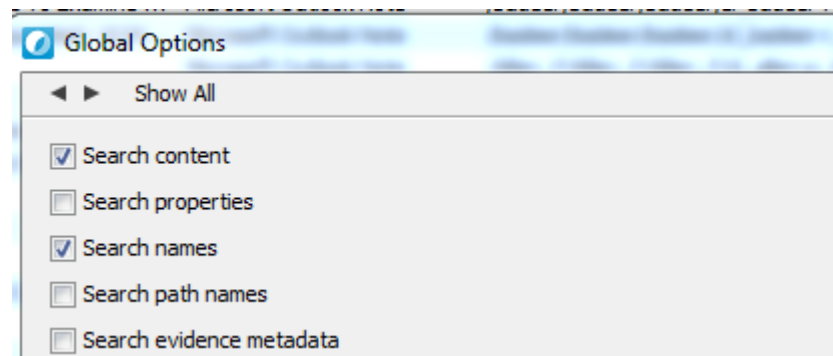 Global Options
Show All
Search content
Search properties
Search names
Search path names
Search evidence metadata